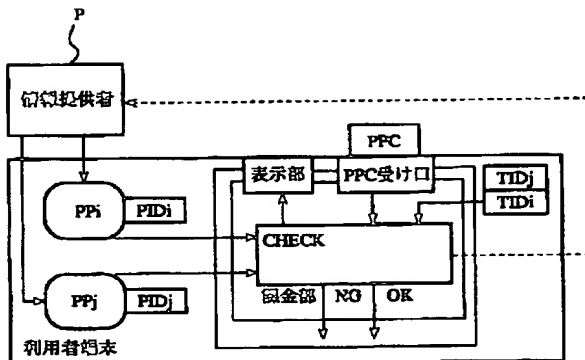 P
情報提供者
PPC
表示部
PPC受け口
TIDj
TIDi
PPi
PIDi
CHECK
PPj
PIDj
課金部 NG OK
利用者端末